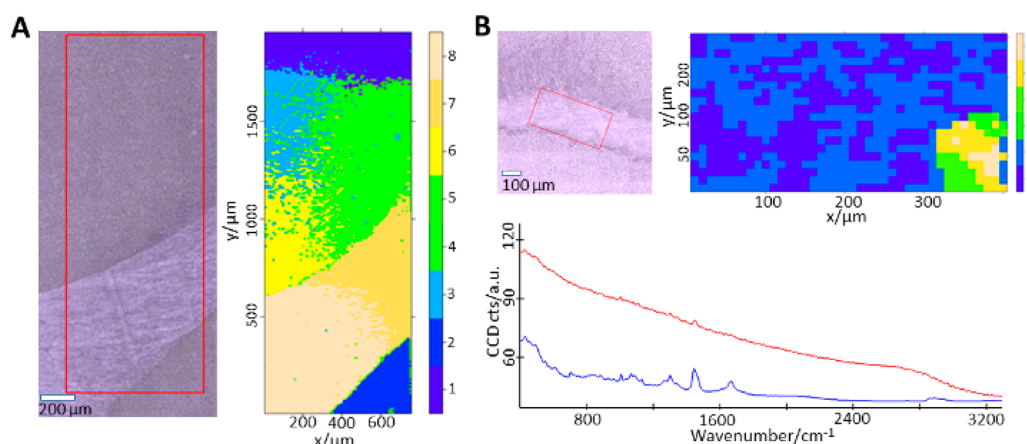 A
200 µm
y/µm
500
1000
1500
200 400 600
x/µm
8
7
6
5
4
3
2
1
B
100 µm
y/µm
50
100
200
100 200 300
x/µm
CCD cts/a.u.
120
90
60
800 1600 2400 3200
Wavenumber/cm⁻¹